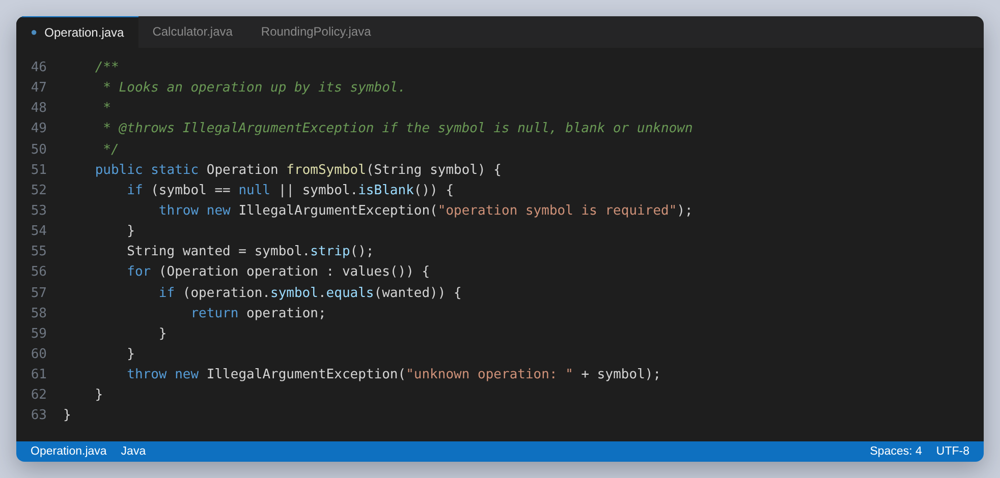 Operation.java Calculator.java RoundingPolicy.java
46     /**
47      * Looks an operation up by its symbol.
48      *
49      * @throws IllegalArgumentException if the symbol is null, blank or unknown
50      */
51     public static Operation fromSymbol(String symbol) {
52         if (symbol == null || symbol.isBlank()) {
53             throw new IllegalArgumentException("operation symbol is required");
54         }
55         String wanted = symbol.strip();
56         for (Operation operation : values()) {
57             if (operation.symbol.equals(wanted)) {
58                 return operation;
59             }
60         }
61         throw new IllegalArgumentException("unknown operation: " + symbol);
62     }
63 }
Operation.java Java Spaces: 4 UTF-8